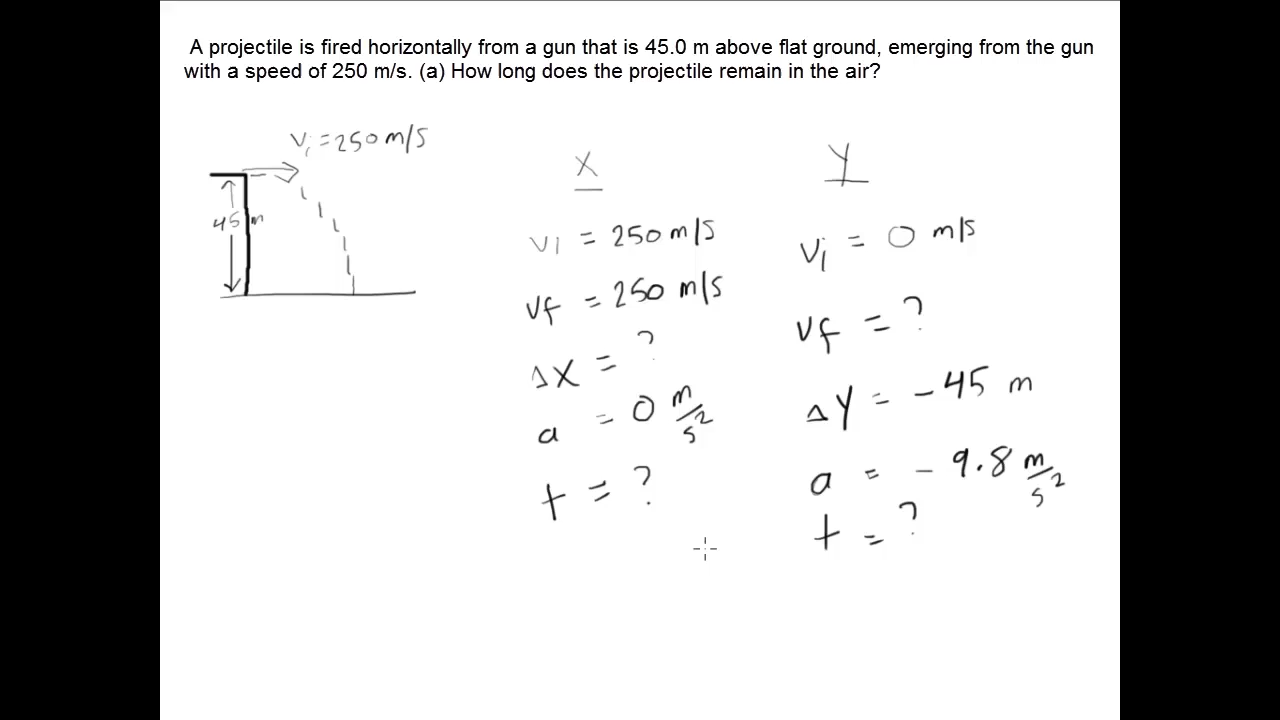 A projectile is fired horizontally from a gun that is 45.0 m above flat ground, emerging from the gun
with a speed of 250 m/s. (a) How long does the projectile remain in the air?
vi = 250 m/s
45 m
X
vi = 250 m/s
vf = 250 m/s
ΔX = ?
a = 0 m/s²
t = ?
Y
vi = 0 m/s
vf = ?
ΔY = - 45 m
a = - 9.8 m/s²
t = ?